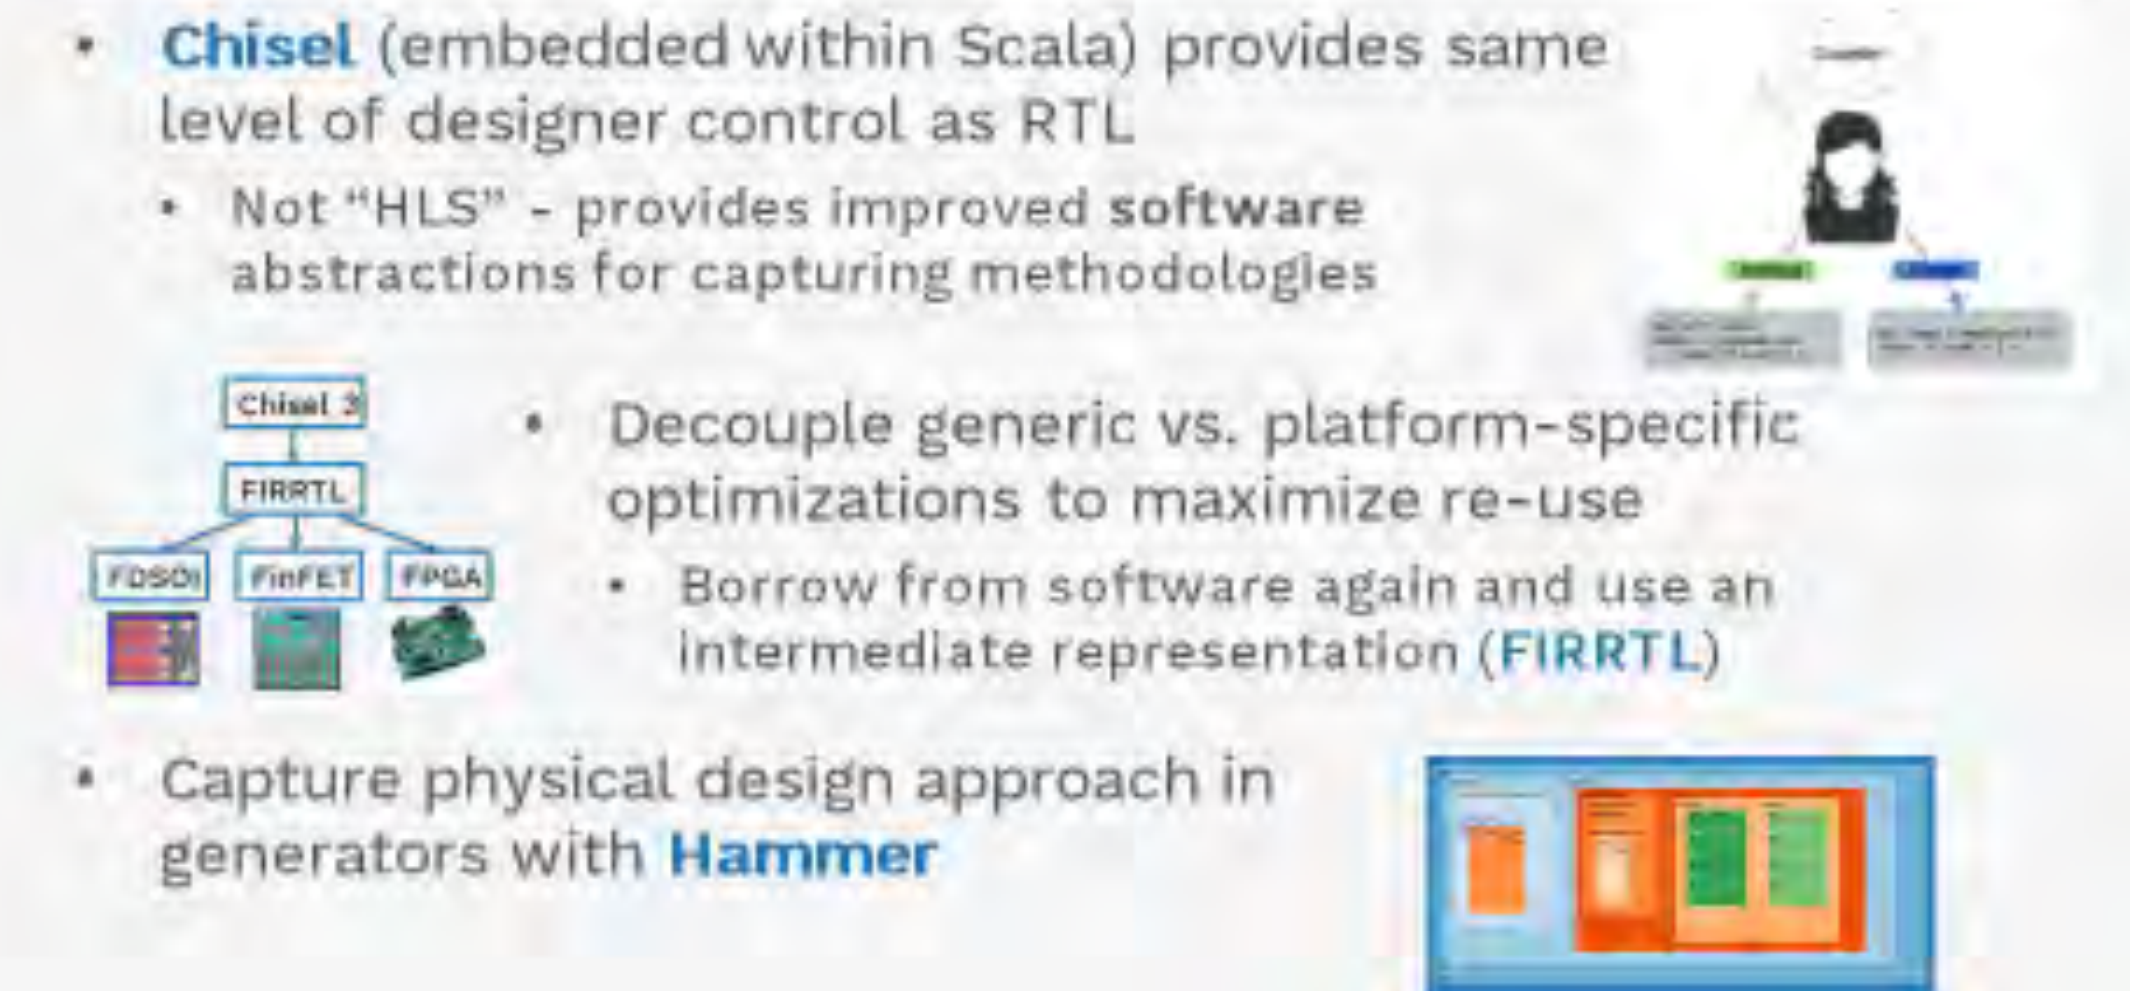 • Chisel (embedded within Scala) provides same
level of designer control as RTL
• Not “HLS” - provides improved software
abstractions for capturing methodologies
Chisel 3
FIRRTL
FDSOI FinFET FPGA
• Decouple generic vs. platform-specific
optimizations to maximize re-use
• Borrow from software again and use an
intermediate representation (FIRRTL)
• Capture physical design approach in
generators with Hammer